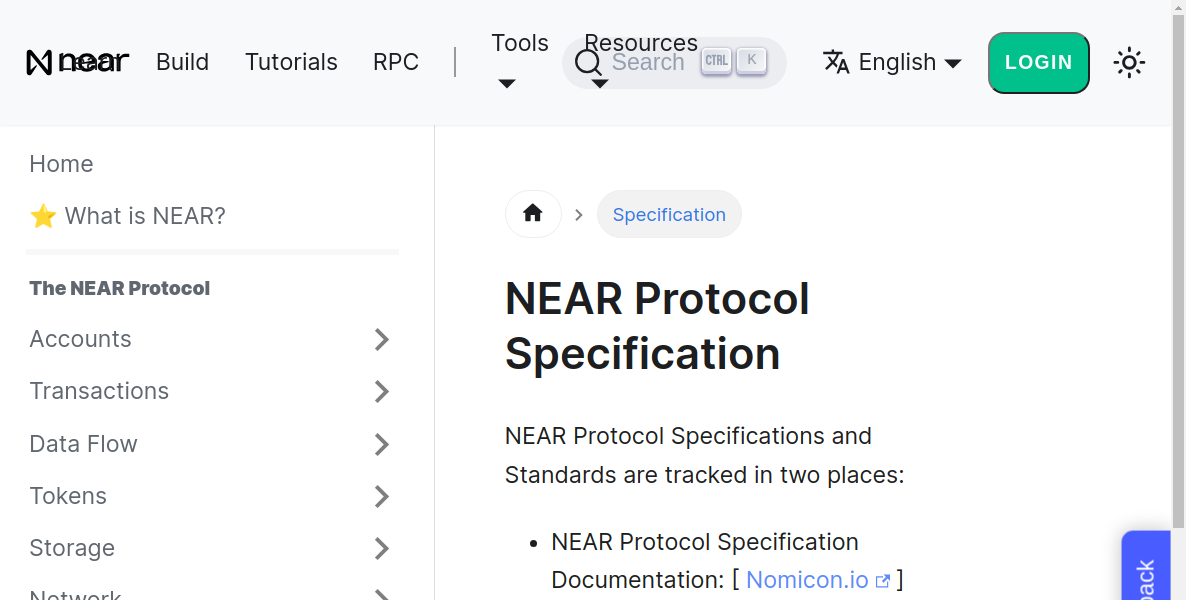 near
Learn
Build
Tutorials
RPC
Tools
Resources
Search
CTRL
K
English
LOGIN
Home
⭐ What is NEAR?
The NEAR Protocol
Accounts
Transactions
Data Flow
Tokens
Storage
Network
Specification
NEAR Protocol
Specification
NEAR Protocol Specifications and
Standards are tracked in two places:
NEAR Protocol Specification
Documentation: [ Nomicon.io ]